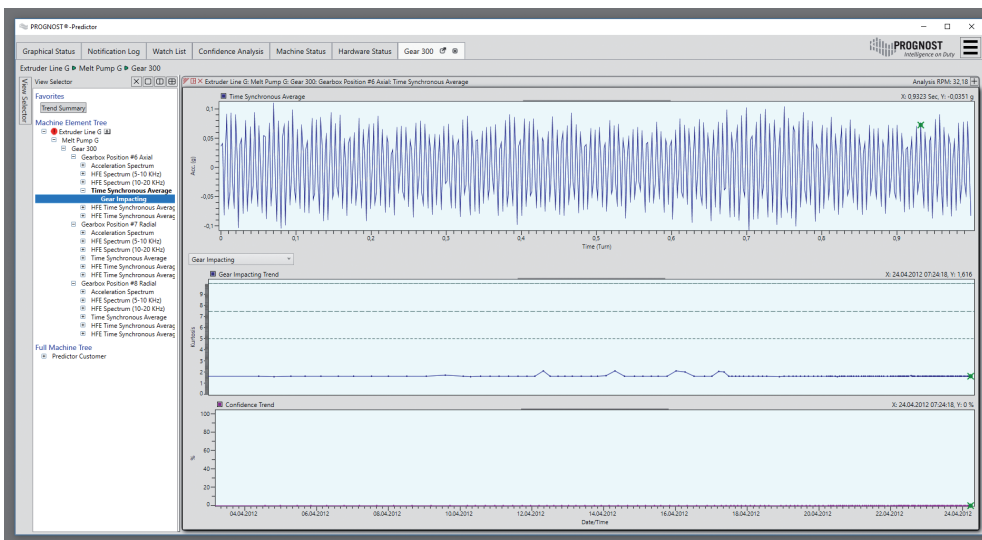 PROGNOST®-Predictor
Graphical Status Notification Log Watch List Confidence Analysis Machine Status Hardware Status Gear 300
PROGNOST
Intelligence on Duty
Extruder Line G Melt Pump G Gear 300
View Selector
View Selector
Favorites
Trend Summary
Machine Element Tree
Extruder Line G
Melt Pump G
Gear 300
Gearbox Position #6 Axial
Acceleration Spectrum
HFE Spectrum (5-10 KHz)
HFE Spectrum (10-20 KHz)
Time Synchronous Average
Gear Impacting
HFE Time Synchronous Averag
HFE Time Synchronous Averag
Gearbox Position #7 Radial
Acceleration Spectrum
HFE Spectrum (5-10 KHz)
HFE Spectrum (10-20 KHz)
Time Synchronous Average
HFE Time Synchronous Averag
HFE Time Synchronous Averag
Gearbox Position #8 Radial
Acceleration Spectrum
HFE Spectrum (5-10 KHz)
HFE Spectrum (10-20 KHz)
Time Synchronous Average
HFE Time Synchronous Averag
HFE Time Synchronous Averag
Full Machine Tree
Predictor Customer
Extruder Line G: Melt Pump G: Gear 300: Gearbox Position #6 Axial: Time Synchronous Average Analysis RPM: 32,18
Time Synchronous Average X: 0,9323 Sec, Y: -0,0351 g
0,1
0,05
0
-0,05
-0,1
Acc. (g)
0 0,1 0,2 0,3 0,4 0,5 0,6 0,7 0,8 0,9
Time (Turn)
Gear Impacting
Gear Impacting Trend X: 24.04.2012 07:24:18, Y: 1,616
9
8
7
6
5
4
3
2
1
0
Kurtosis
Confidence Trend X: 24.04.2012 07:24:18, Y: 0 %
100
80
60
40
20
0
%
04.04.2012 06.04.2012 08.04.2012 10.04.2012 12.04.2012 14.04.2012 16.04.2012 18.04.2012 20.04.2012 22.04.2012 24.04.2012
Date/Time